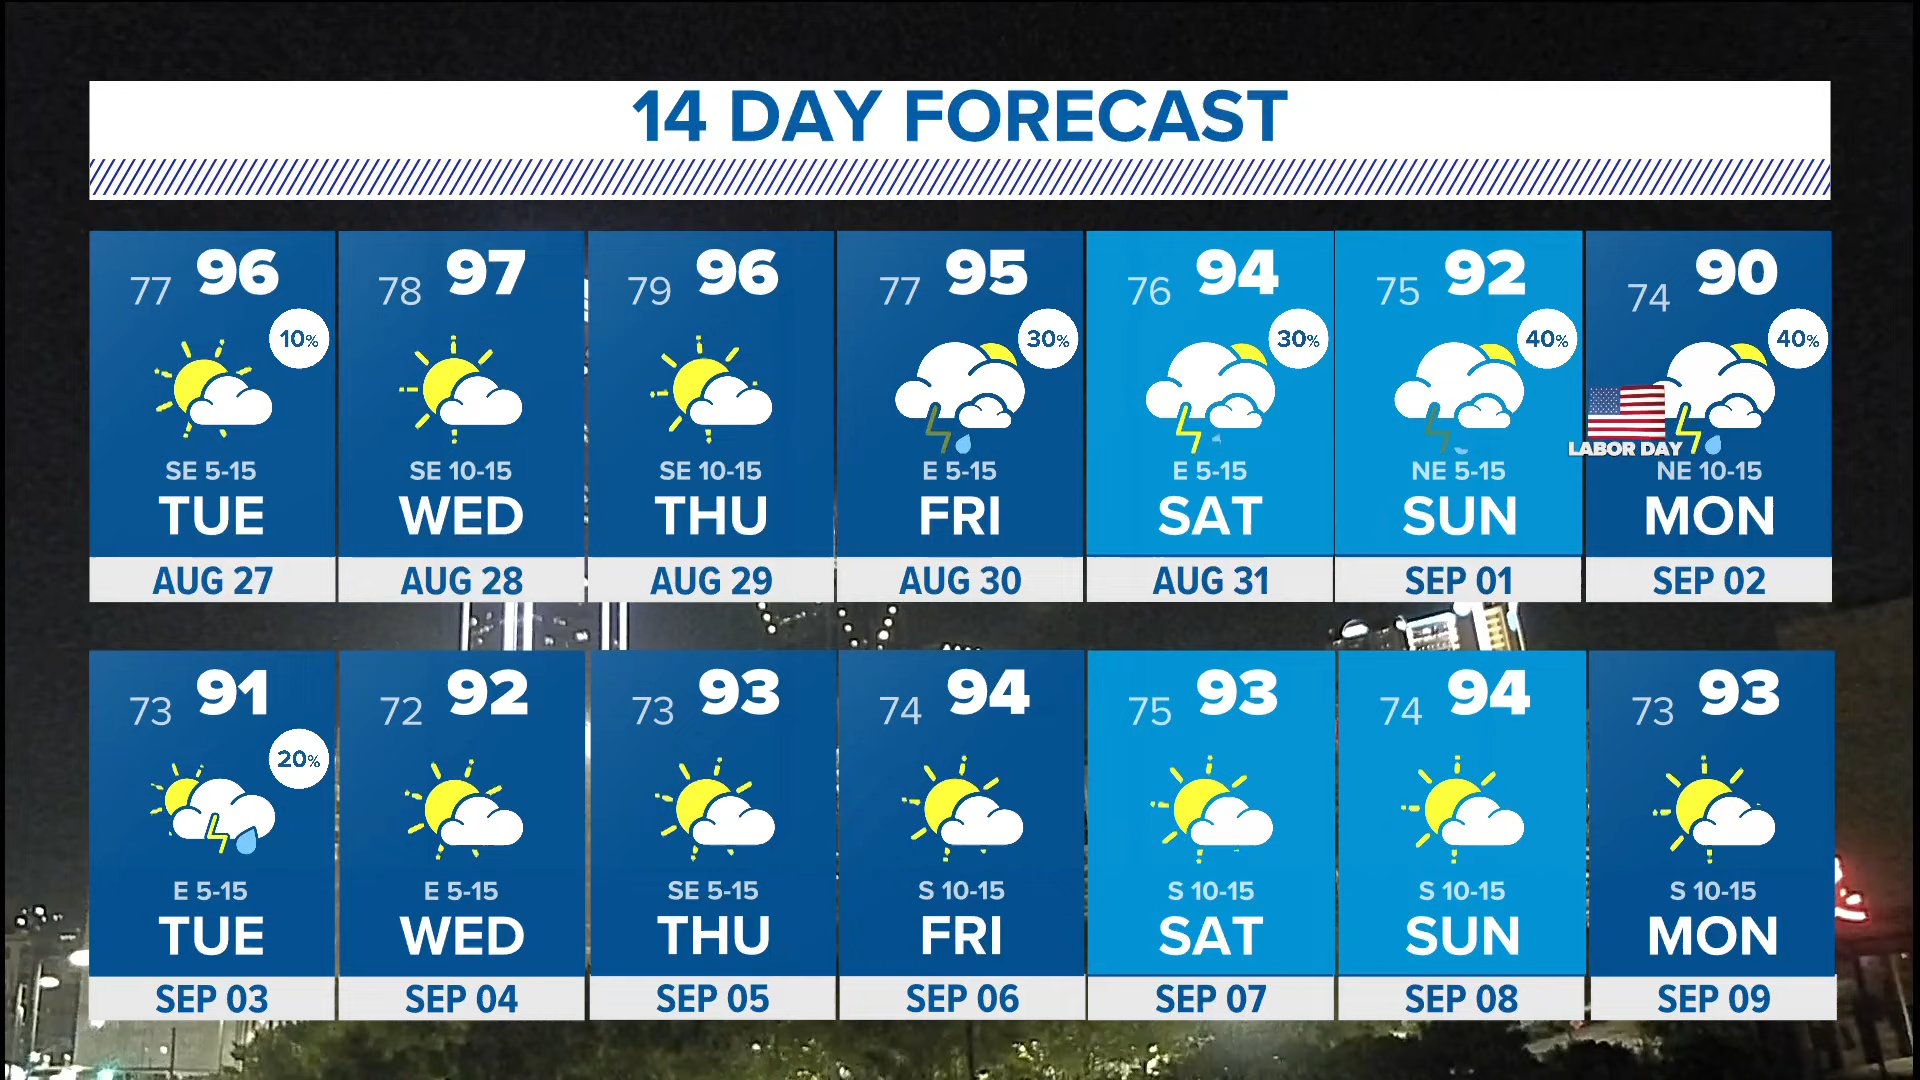 14 DAY FORECAST
77 96
10%
SE 5-15
TUE
AUG 27
78 97
SE 10-15
WED
AUG 28
79 96
SE 10-15
THU
AUG 29
77 95
30%
E 5-15
FRI
AUG 30
76 94
30%
E 5-15
SAT
AUG 31
75 92
40%
NE 5-15
SUN
SEP 01
74 90
40%
LABOR DAY
NE 10-15
MON
SEP 02
73 91
20%
E 5-15
TUE
SEP 03
72 92
E 5-15
WED
SEP 04
73 93
SE 5-15
THU
SEP 05
74 94
S 10-15
FRI
SEP 06
75 93
S 10-15
SAT
SEP 07
74 94
S 10-15
SUN
SEP 08
73 93
S 10-15
MON
SEP 09